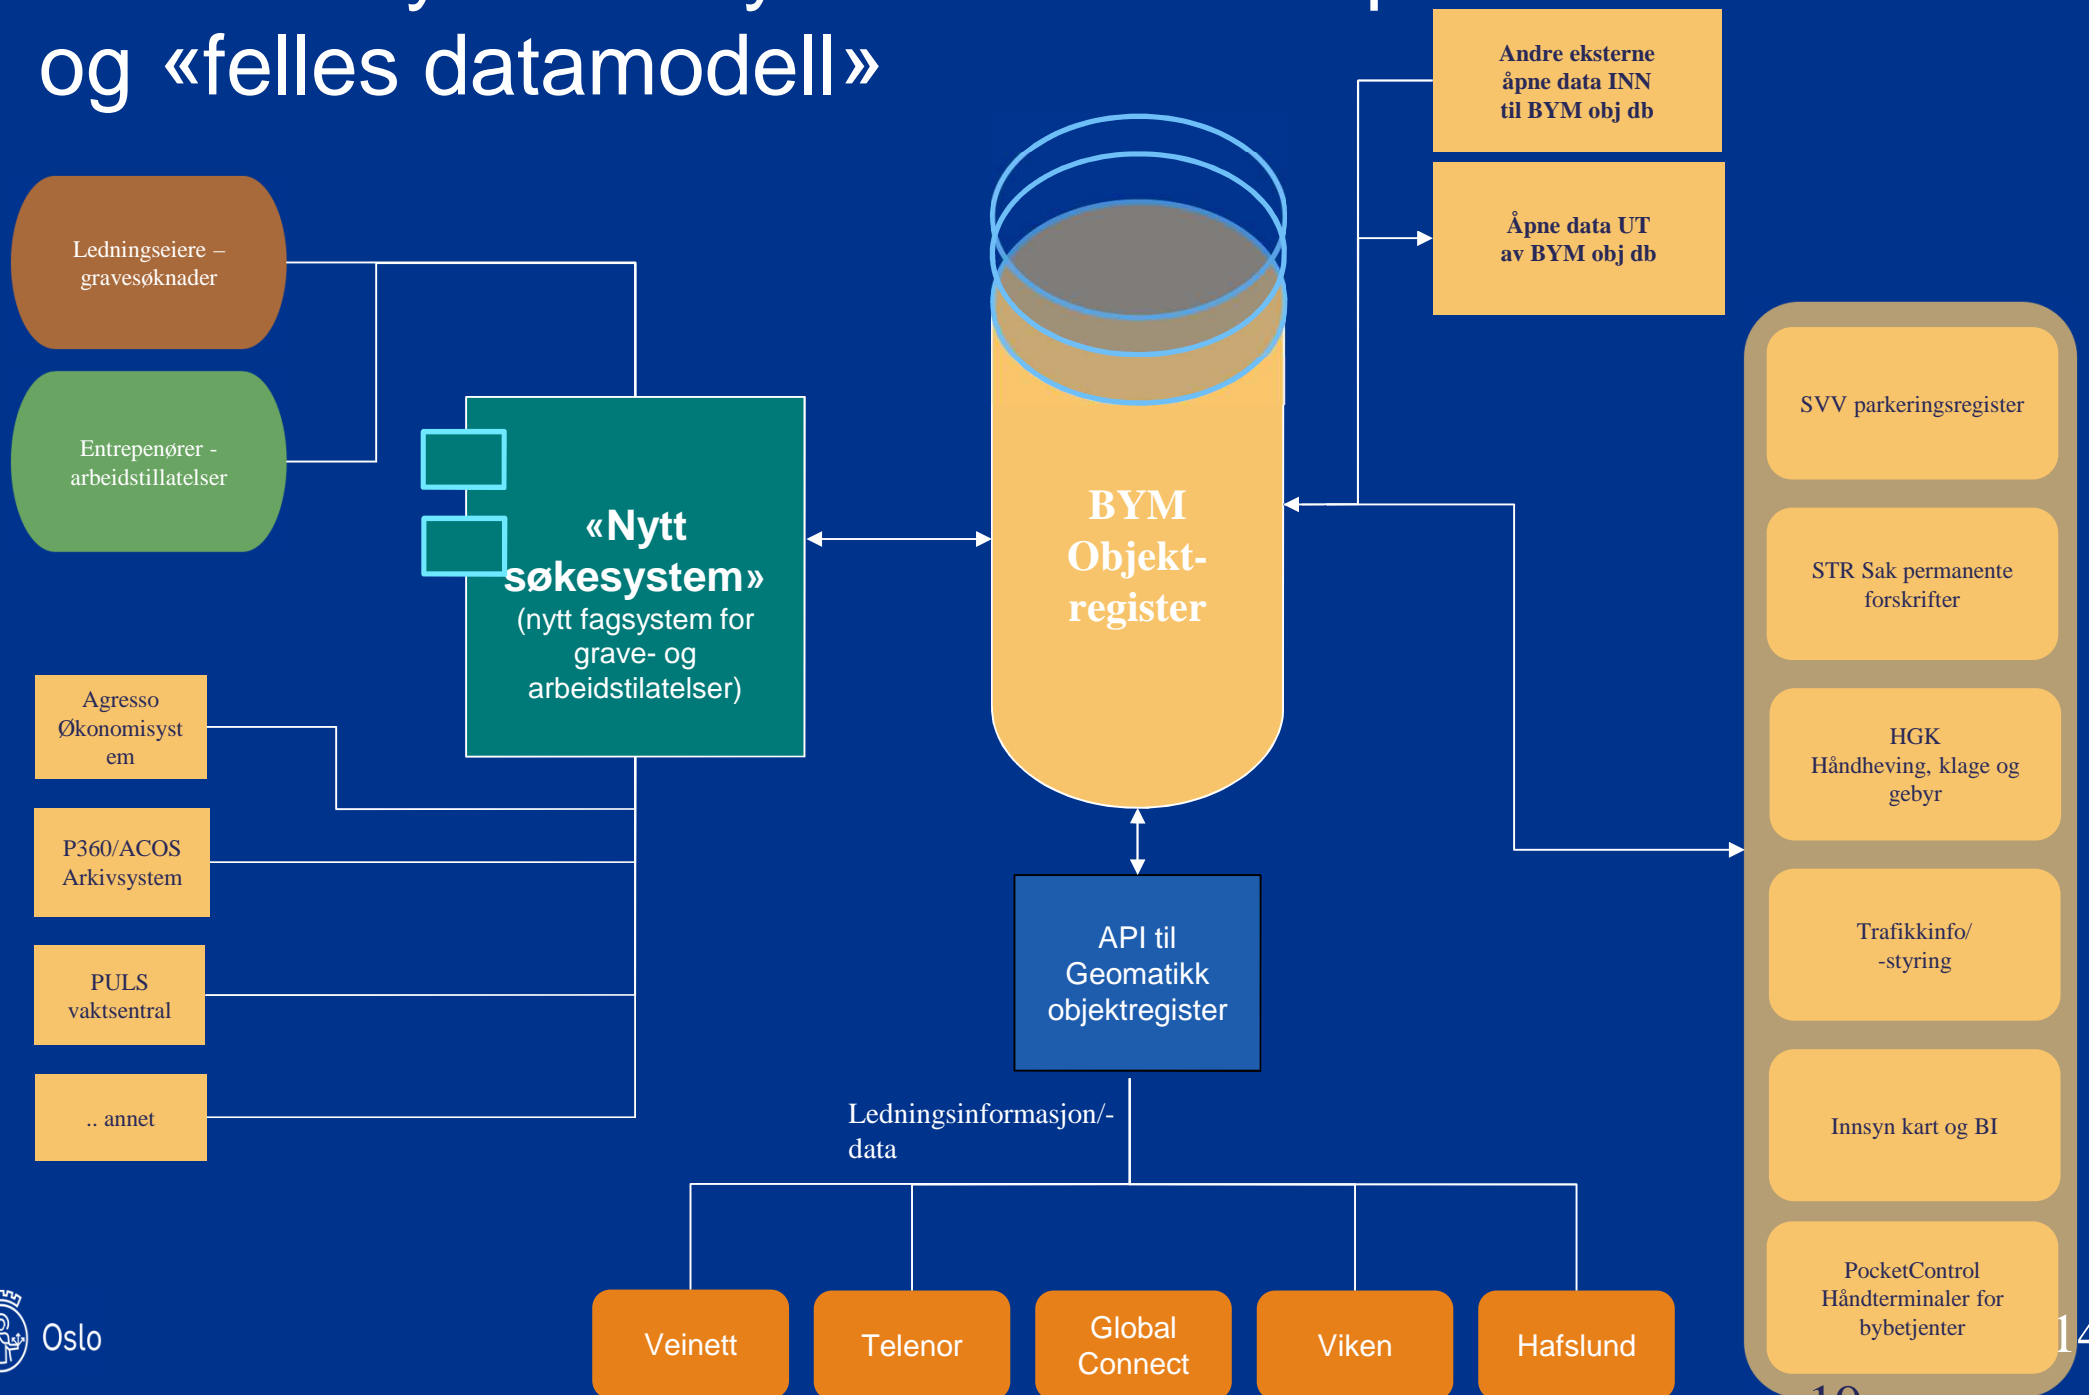 og «felles datamodell»
Andre eksterne
åpne data INN
til BYM obj db
Åpne data UT
av BYM obj db
Ledningseiere –
gravesøknader
Entrepenører -
arbeidstillatelser
«Nytt
søkesystem»
(nytt fagsystem for
grave- og
arbeidstilatelser)
BYM
Objekt-
register
SVV parkeringsregister
STR Sak permanente
forskrifter
HGK
Håndheving, klage og
gebyr
Trafikkinfo/
-styring
Innsyn kart og BI
PocketControl
Håndterminaler for
bybetjenter
Agresso
Økonomisyst
em
P360/ACOS
Arkivsystem
PULS
vaktsentral
.. annet
API til
Geomatikk
objektregister
Ledningsinformasjon/-
data
Veinett
Telenor
Global
Connect
Viken
Hafslund
Oslo